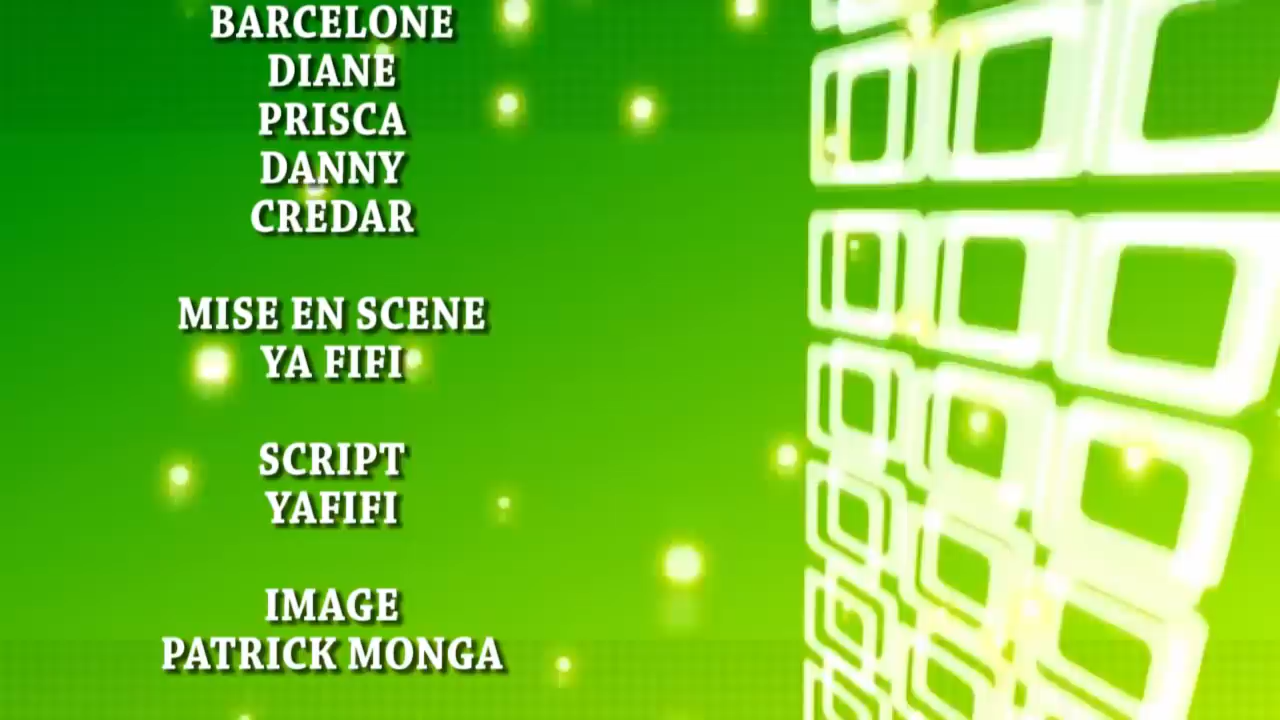 BARCELONE
DIANE
PRISCA
DANNY
CREDAR
MISE EN SCENE
YA FIFI
SCRIPT
YAFIFI
IMAGE
PATRICK MONGA